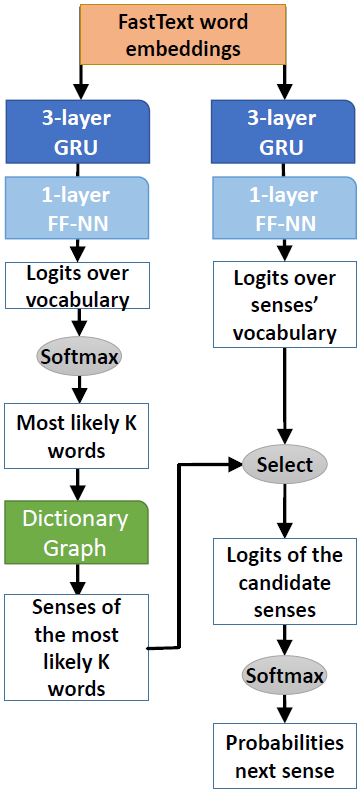 FastText word
embeddings
3-layer
GRU
1-layer
FF-NN
Logits over
vocabulary
Softmax
Most likely K
words
Dictionary
Graph
Senses of
the most
likely K
words
3-layer
GRU
1-layer
FF-NN
Logits over
senses’
vocabulary
Select
Logits of the
candidate
senses
Softmax
Probabilities
next sense